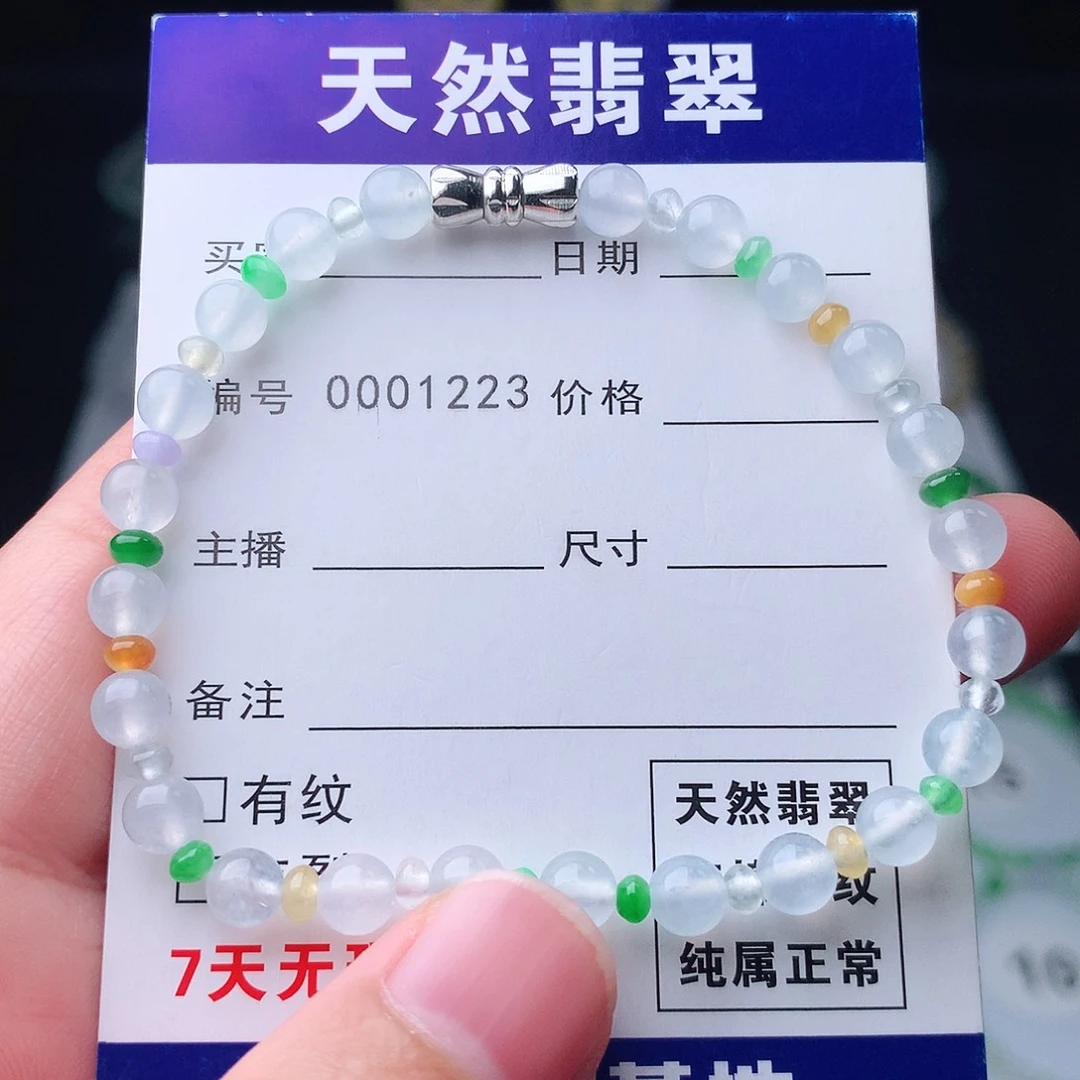 天然翡翠
买 日期
编号 0001223 价格
主播 尺寸
备注
有纹
天然翡翠
纹
7天无
纯属正常